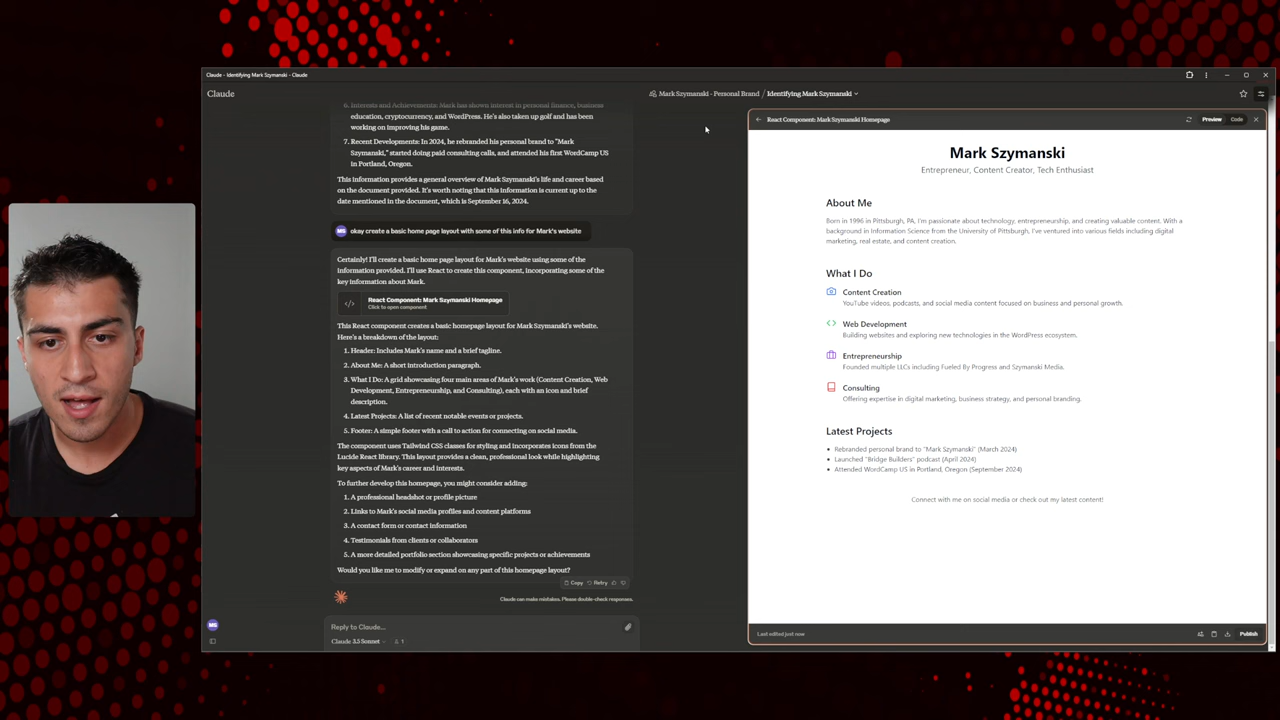 Claude - Identifying Mark Szymanski - Claude
Claude
Mark Szymanski - Personal Brand / Identifying Mark Szymanski
6. Interests and Achievements: Mark has shown interest in personal finance, business
education, cryptocurrency, and WordPress. He's also taken up golf and has been
working on improving his game.
7. Recent Developments: In 2024, he rebranded his personal brand to "Mark
Szymanski," started doing paid consulting calls, and attended his first WordCamp US
in Portland, Oregon.
This information provides a general overview of Mark Szymanski's life and career based
on the document provided. It's worth noting that this information is current up to the
date mentioned in the document, which is September 16, 2024.
MS
okay create a basic home page layout with some of this info for Mark's website
Certainly! I'll create a basic home page layout for Mark's website using some of the
information provided. I'll use React to create this component, incorporating some of the
key information about Mark.
React Component: Mark Szymanski Homepage
Click to open component
This React component creates a basic homepage layout for Mark Szymanski's website.
Here's a breakdown of the layout:
1. Header: Includes Mark's name and a brief tagline.
2. About Me: A short introduction paragraph.
3. What I Do: A grid showcasing four main areas of Mark's work (Content Creation, Web
Development, Entrepreneurship, and Consulting), each with an icon and brief
description.
4. Latest Projects: A list of recent notable events or projects.
5. Footer: A simple footer with a call to action for connecting on social media.
The component uses Tailwind CSS classes for styling and incorporates icons from the
Lucide React library. This layout provides a clean, professional look while highlighting
key aspects of Mark's career and interests.
To further develop this homepage, you might consider adding:
1. A professional headshot or profile picture
2. Links to Mark's social media profiles and content platforms
3. A contact form or contact information
4. Testimonials from clients or collaborators
5. A more detailed portfolio section showcasing specific projects or achievements
Would you like me to modify or expand on any part of this homepage layout?
Copy Retry
Claude can make mistakes. Please double-check responses.
Reply to Claude...
Claude 3.5 Sonnet
1
MS
React Component: Mark Szymanski Homepage
Preview Code
Mark Szymanski
Entrepreneur, Content Creator, Tech Enthusiast
About Me
Born in 1996 in Pittsburgh, PA, I'm passionate about technology, entrepreneurship, and creating valuable content. With a
background in Information Science from the University of Pittsburgh, I've ventured into various fields including digital
marketing, real estate, and content creation.
What I Do
Content Creation
YouTube videos, podcasts, and social media content focused on business and personal growth.
Web Development
Building websites and exploring new technologies in the WordPress ecosystem.
Entrepreneurship
Founded multiple LLCs including Fueled By Progress and Szymanski Media.
Consulting
Offering expertise in digital marketing, business strategy, and personal branding.
Latest Projects
• Rebranded personal brand to "Mark Szymanski" (March 2024)
• Launched "Bridge Builders" podcast (April 2024)
• Attended WordCamp US in Portland, Oregon (September 2024)
Connect with me on social media or check out my latest content!
Last edited just now
Publish